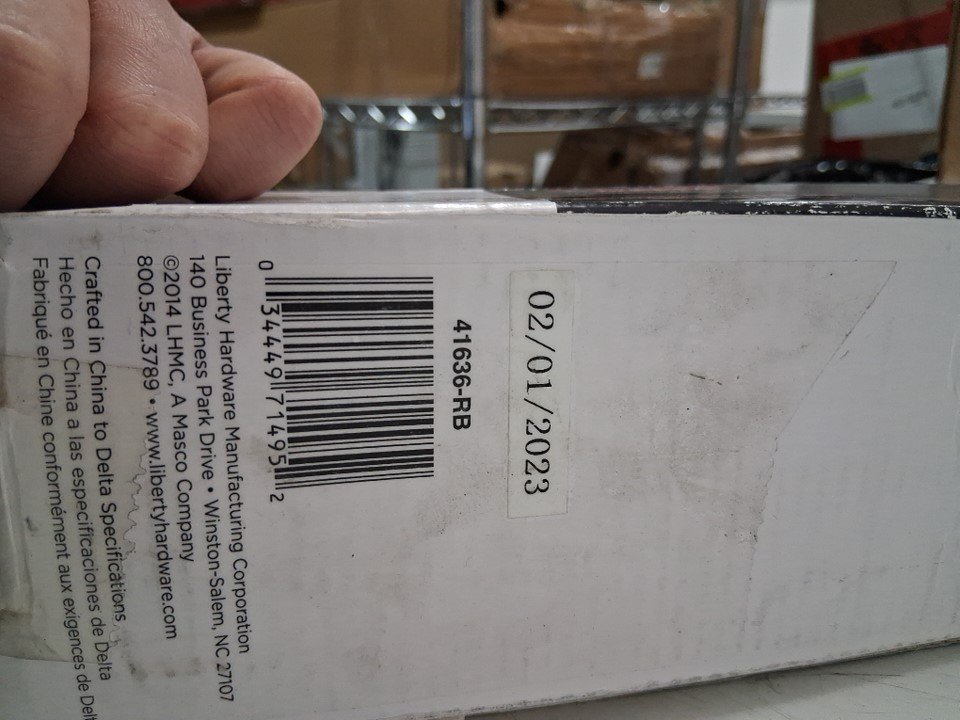 02/01/2023
41636-RB
0 34449 71495 2
Liberty Hardware Manufacturing Corporation
140 Business Park Drive • Winston-Salem, NC 27107
©2014 LHMC, A Masco Company
800.542.3789 • www.libertyhardware.com
Crafted in China to Delta Specifications
Hecho en China a las especificaciones de Delta
Fabriqué en Chine conformément aux exigences de Delt